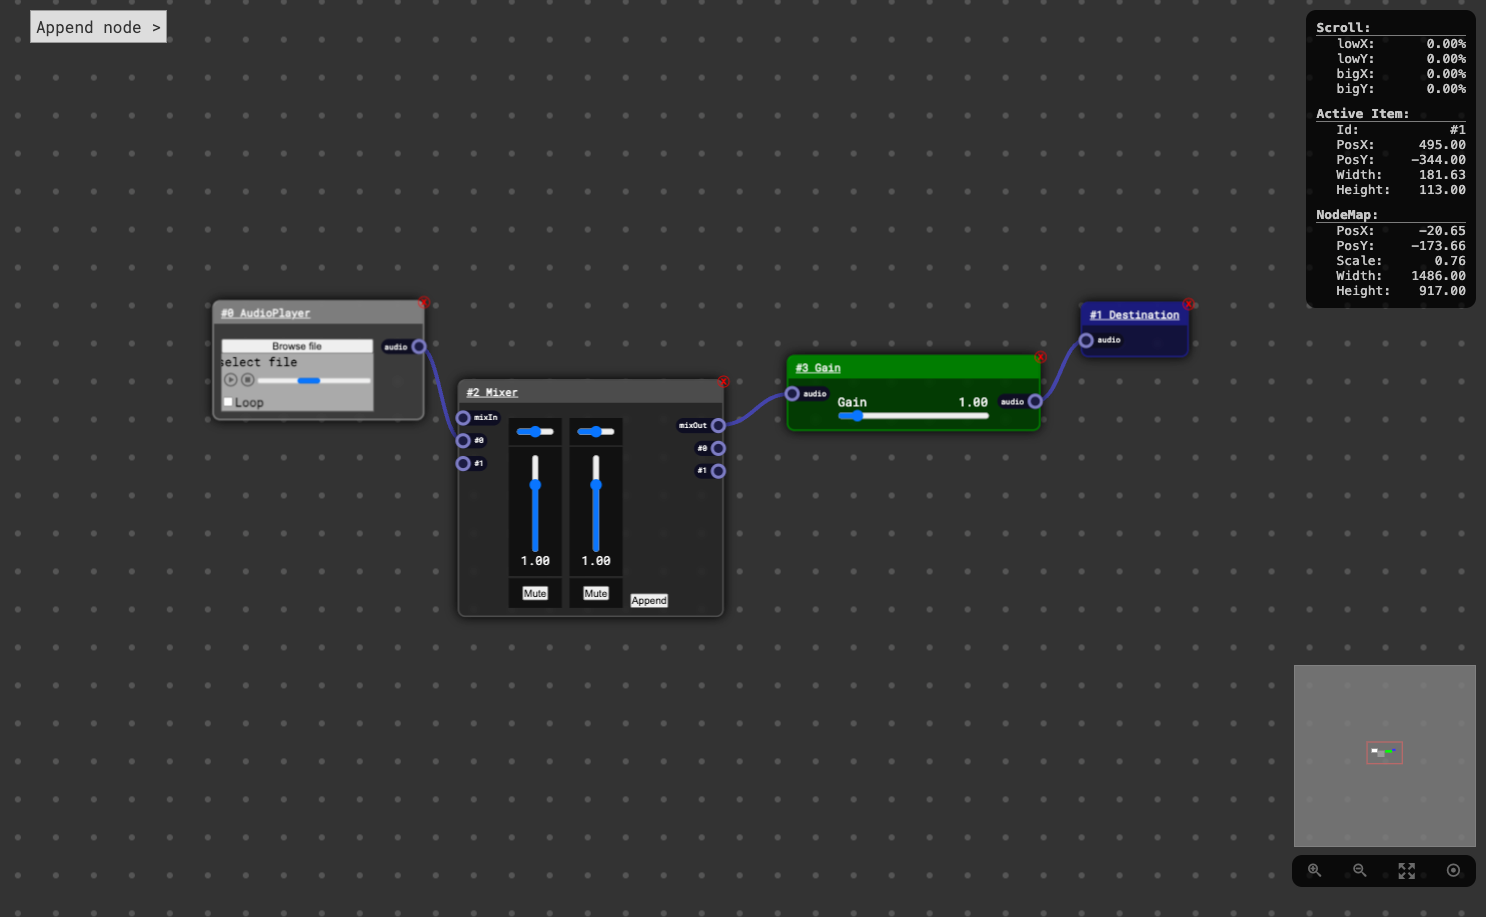 Append node >
Scroll:
lowX: 0.00%
lowY: 0.00%
bigX: 0.00%
bigY: 0.00%
Active Item:
Id: #1
PosX: 495.00
PosY: -344.00
Width: 181.63
Height: 113.00
NodeMap:
PosX: -20.65
PosY: -173.66
Scale: 0.76
Width: 1486.00
Height: 917.00
#0 AudioPlayer
Browse file
select file
Loop
audio
#2 Mixer
mixIn
#0
#1
1.00
1.00
Mute
Mute
Append
mixOut
#0
#1
#3 Gain
audio
Gain 1.00
audio
#1 Destination
audio